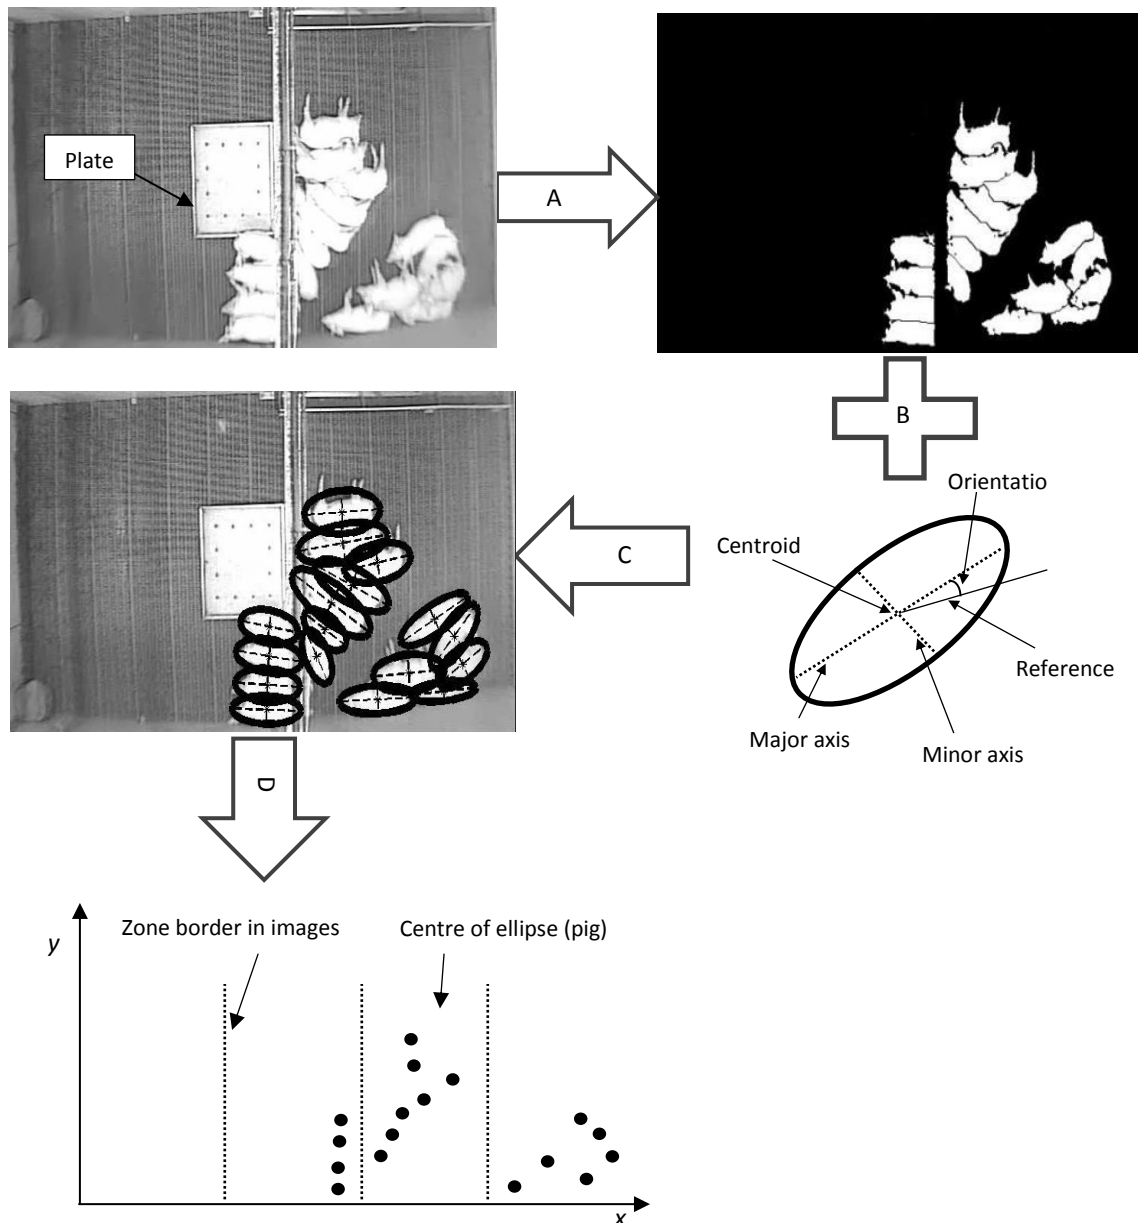 Plate
A
B
Orientatio
Centroid
C
Reference
Major axis
Minor axis
D
Zone border in images
Centre of ellipse (pig)
y
x